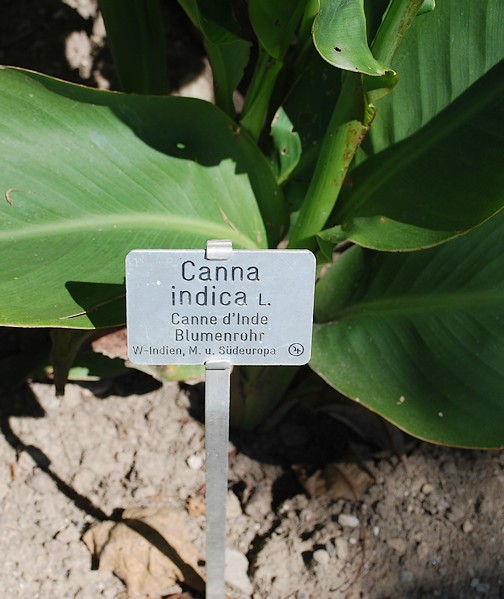 Canna
indica L.
Canne d'Inde
Blumenrohr
W-Indien, M. u. Südeuropa